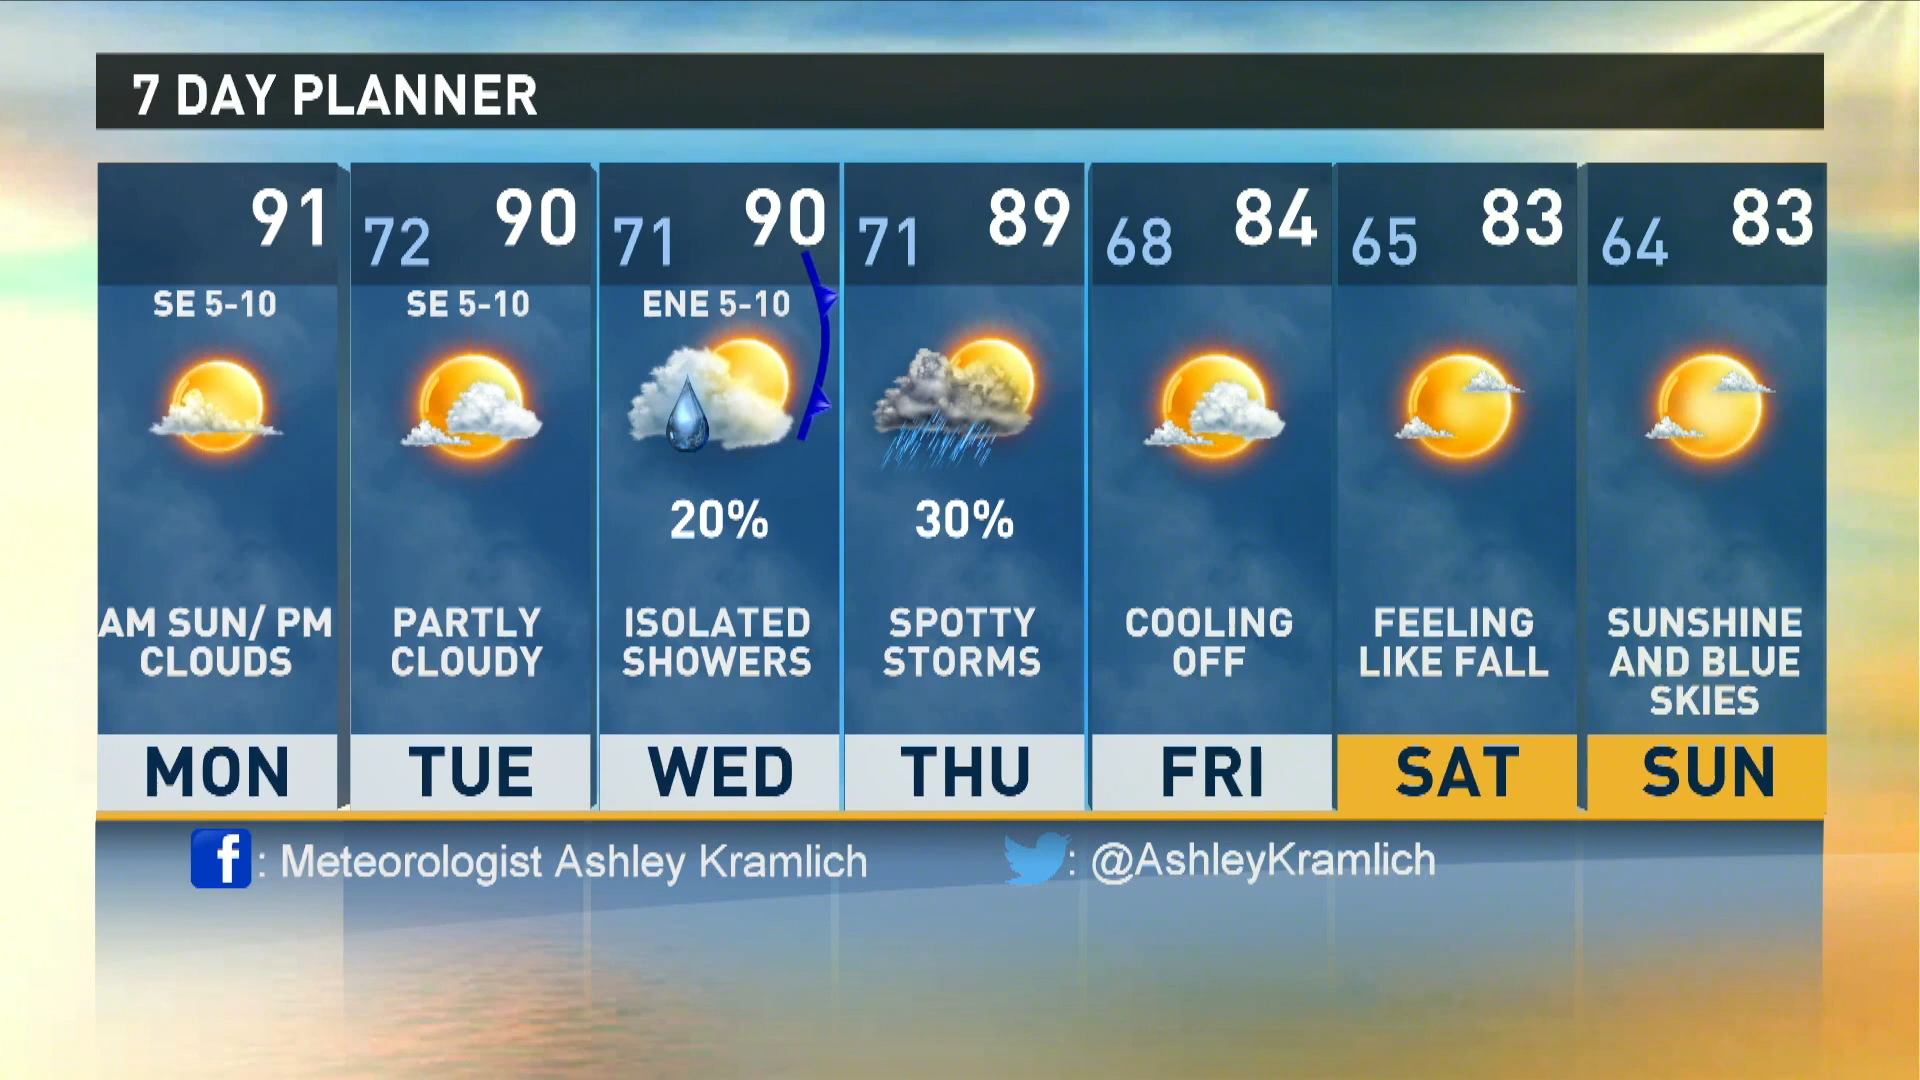 7 DAY PLANNER
91
72 90
71 90
71 89
68 84
65 83
64 83
SE 5-10
SE 5-10
ENE 5-10
20%
30%
AM SUN/ PM
CLOUDS
PARTLY
CLOUDY
ISOLATED
SHOWERS
SPOTTY
STORMS
COOLING
OFF
FEELING
LIKE FALL
SUNSHINE
AND BLUE
SKIES
MON
TUE
WED
THU
FRI
SAT
SUN
f : Meteorologist Ashley Kramlich
: @AshleyKramlich